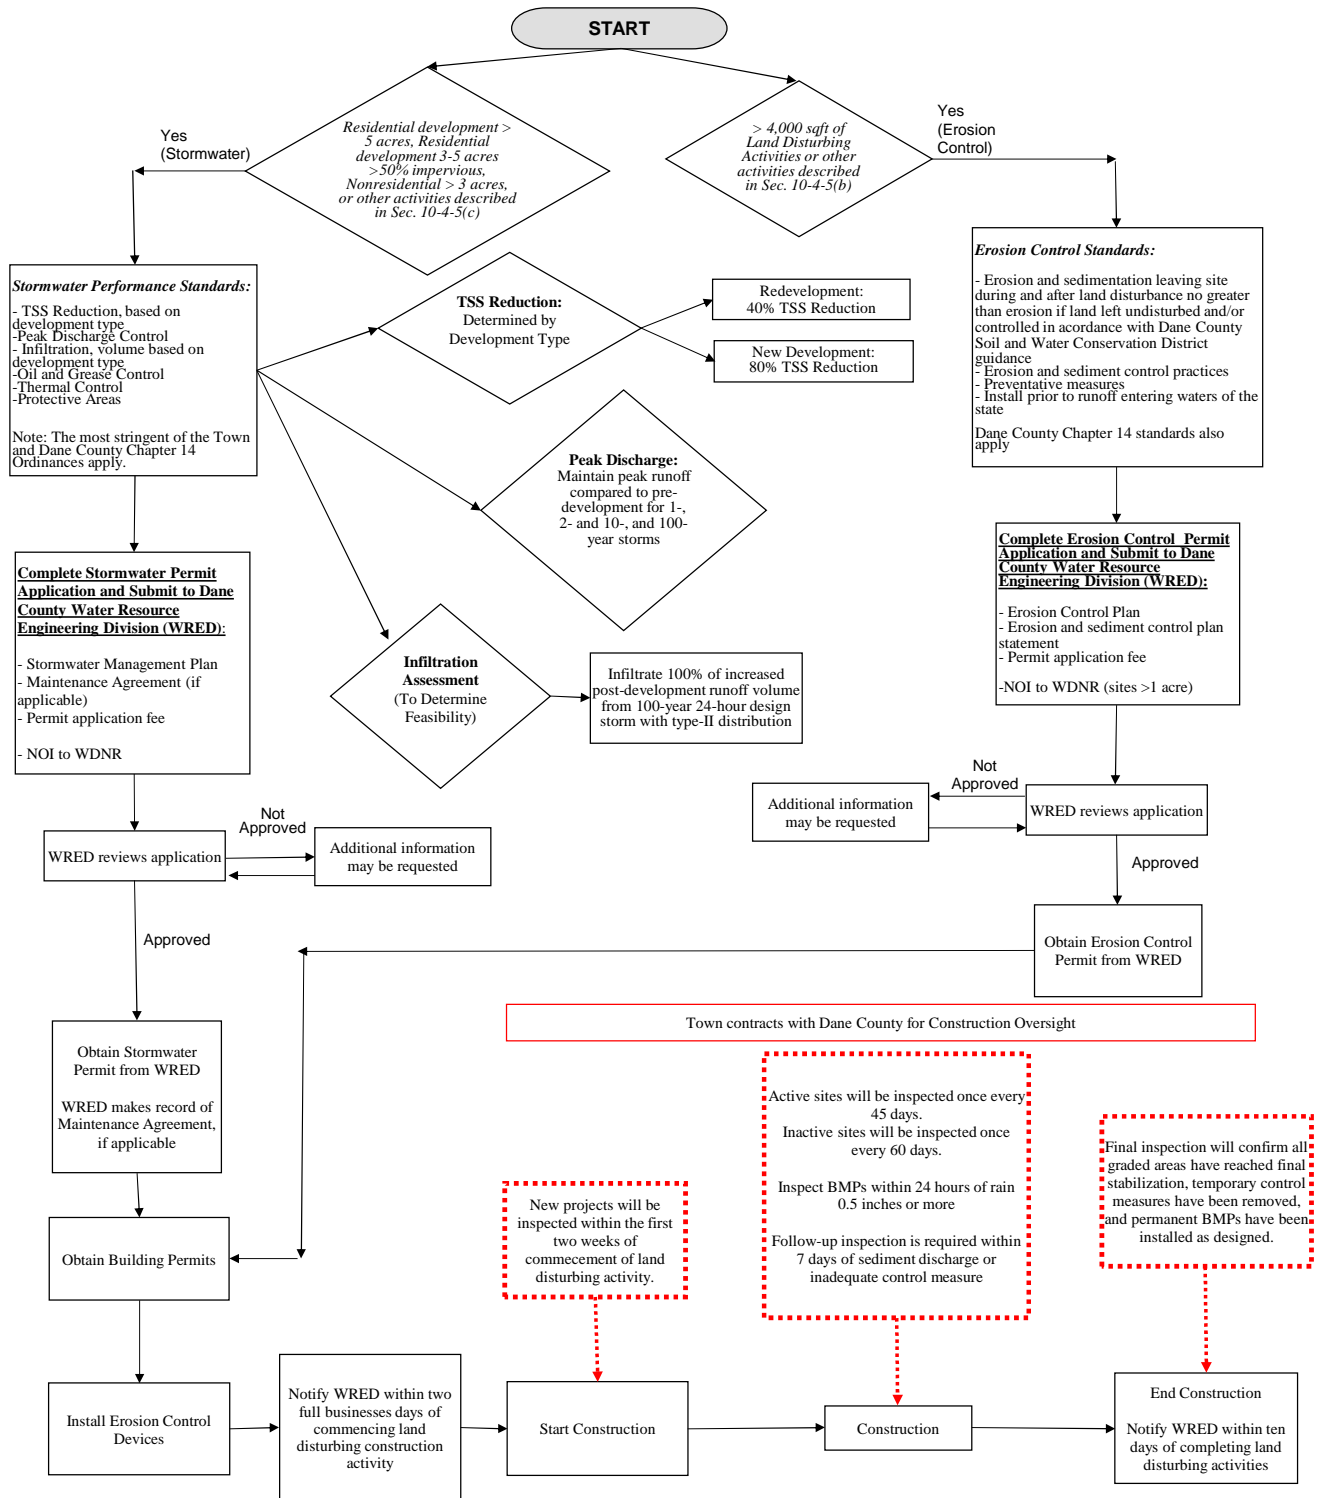 START
Yes
(Stormwater)
Residential development >
5 acres, Residential
development 3-5 acres
>50% impervious,
Nonresidential > 3 acres,
or other activities described
in Sec. 10-4-5(c)
> 4,000 sqft of
Land Disturbing
Activities or other
activities described
in Sec. 10-4-5(b)
Yes
(Erosion
Control)
Stormwater Performance Standards:
- TSS Reduction, based on
development type
-Peak Discharge Control
- Infiltration, volume based on
development type
-Oil and Grease Control
-Thermal Control
-Protective Areas
Note: The most stringent of the Town
and Dane County Chapter 14
Ordinances apply.
TSS Reduction:
Determined by
Development Type
Redevelopment:
40% TSS Reduction
New Development:
80% TSS Reduction
Erosion Control Standards:
- Erosion and sedimentation leaving site
during and after land disturbance no greater
than erosion if land left undisturbed and/or
controlled in acordance with Dane County
Soil and Water Conservation District
guidance
- Erosion and sediment control practices
- Preventative measures
- Install prior to runoff entering waters of the
state
Dane County Chapter 14 standards also
apply
Peak Discharge:
Maintain peak runoff
compared to pre-
development for 1-,
2- and 10-, and 100-
year storms
Complete Stormwater Permit
Application and Submit to Dane
County Water Resource
Engineering Division (WRED):
- Stormwater Management Plan
- Maintenance Agreement (if
applicable)
- Permit application fee
- NOI to WDNR
Infiltration
Assessment
(To Determine
Feasibility)
Infiltrate 100% of increased
post-development runoff volume
from 100-year 24-hour design
storm with type-II distribution
Complete Erosion Control  Permit
Application and Submit to Dane
County Water Resource
Engineering Division (WRED):
- Erosion Control Plan
- Erosion and sediment control plan
statement
- Permit application fee
-NOI to WDNR (sites >1 acre)
WRED reviews application
Not
Approved
Additional information
may be requested
Approved
Additional information
may be requested
Not
Approved
WRED reviews application
Approved
Obtain Erosion Control
Permit from WRED
Town contracts with Dane County for Construction Oversight
Obtain Stormwater
Permit from WRED
WRED makes record of
Maintenance Agreement,
if applicable
Obtain Building Permits
New projects will be
inspected within the first
two weeks of
commecement of land
disturbing activity.
Active sites will be inspected once every
45 days.
Inactive sites will be inspected once
every 60 days.
Inspect BMPs within 24 hours of rain
0.5 inches or more
Follow-up inspection is required within
7 days of sediment discharge or
inadequate control measure
Final inspection will confirm all
graded areas have reached final
stabilization, temporary control
measures have been removed,
and permanent BMPs have been
installed as designed.
Install Erosion Control
Devices
Notify WRED within two
full businesses days of
commencing land
disturbing construction
activity
Start Construction
Construction
End Construction
Notify WRED within ten
days of completing land
disturbing activities